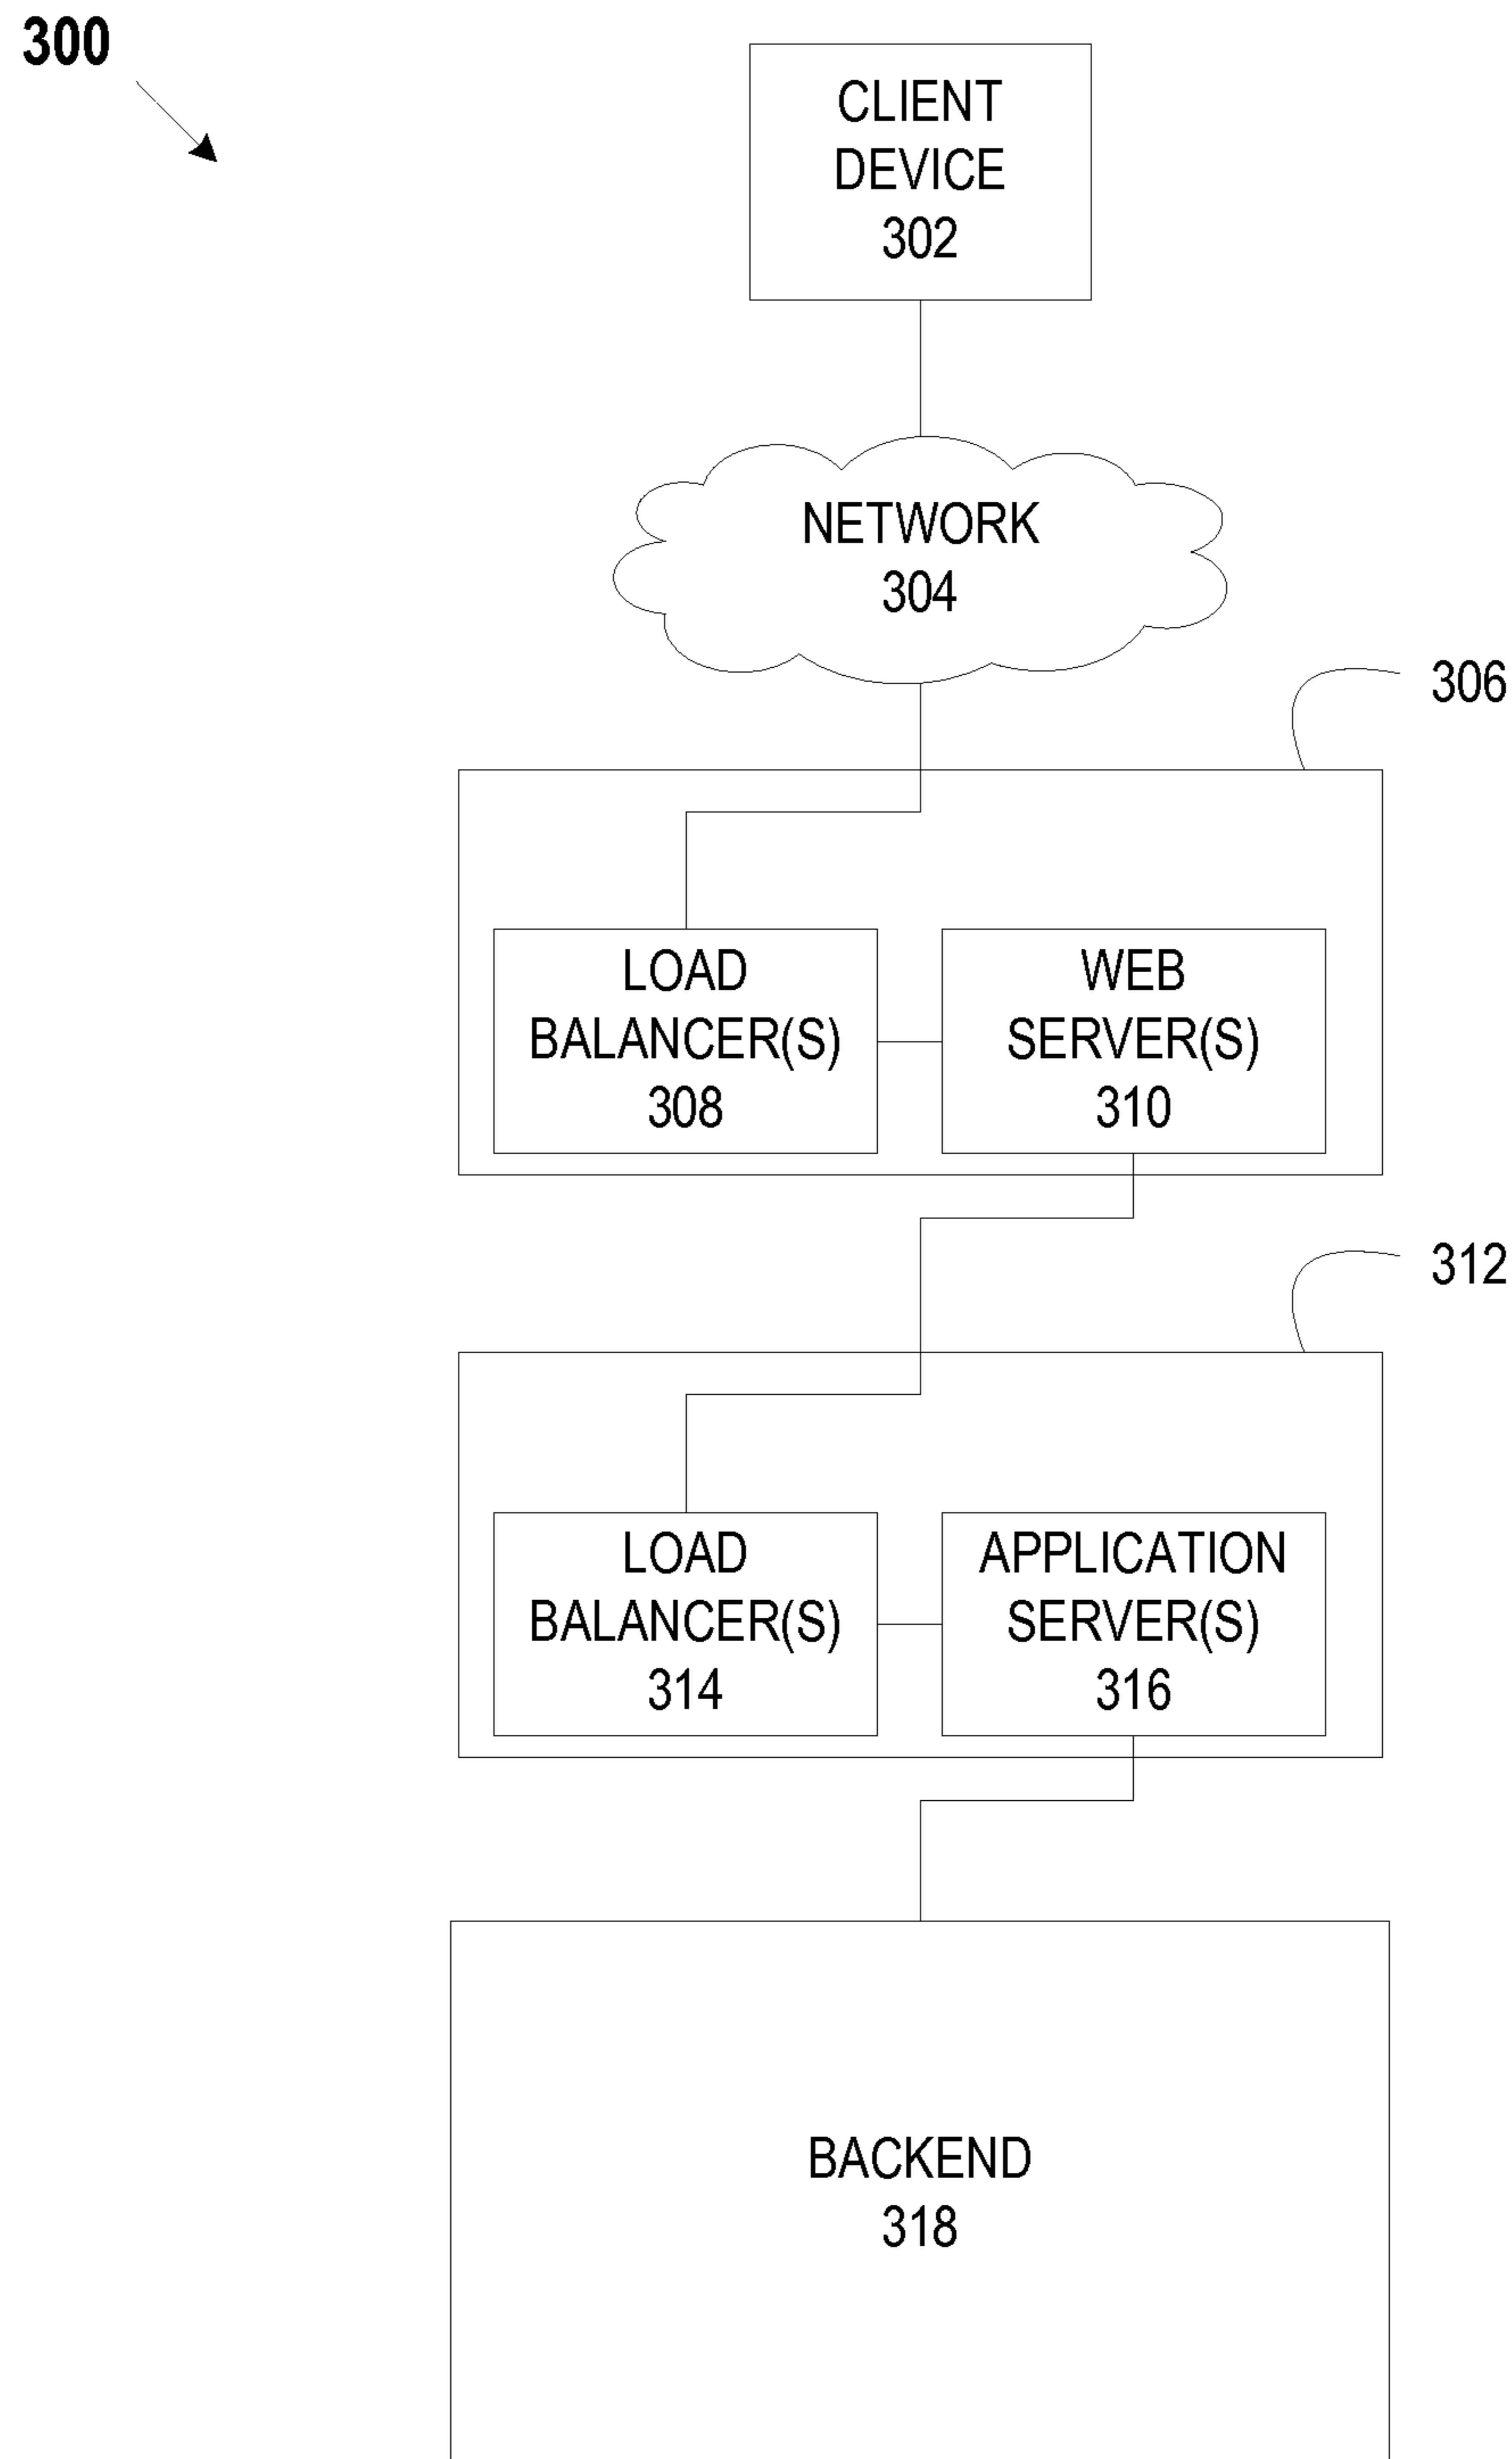 300
CLIENT
DEVICE
302
NETWORK
304
306
LOAD
BALANCER(S)
308
WEB
SERVER(S)
310
312
LOAD
BALANCER(S)
314
APPLICATION
SERVER(S)
316
BACKEND
318